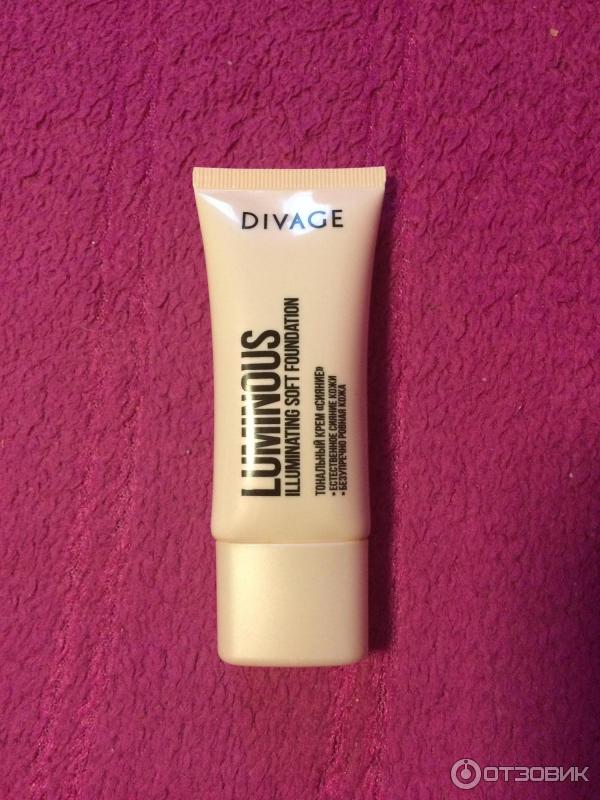 DIVAGE
LUMINOUS
ILLUMINATING SOFT FOUNDATION
ТОНАЛЬНЫЙ КРЕМ «СИЯНИЕ»
• ЕСТЕСТВЕННОЕ СИЯНИЕ КОЖИ
• БЕЗУПРЕЧНО РОВНАЯ КОЖА
ОТЗОВИК